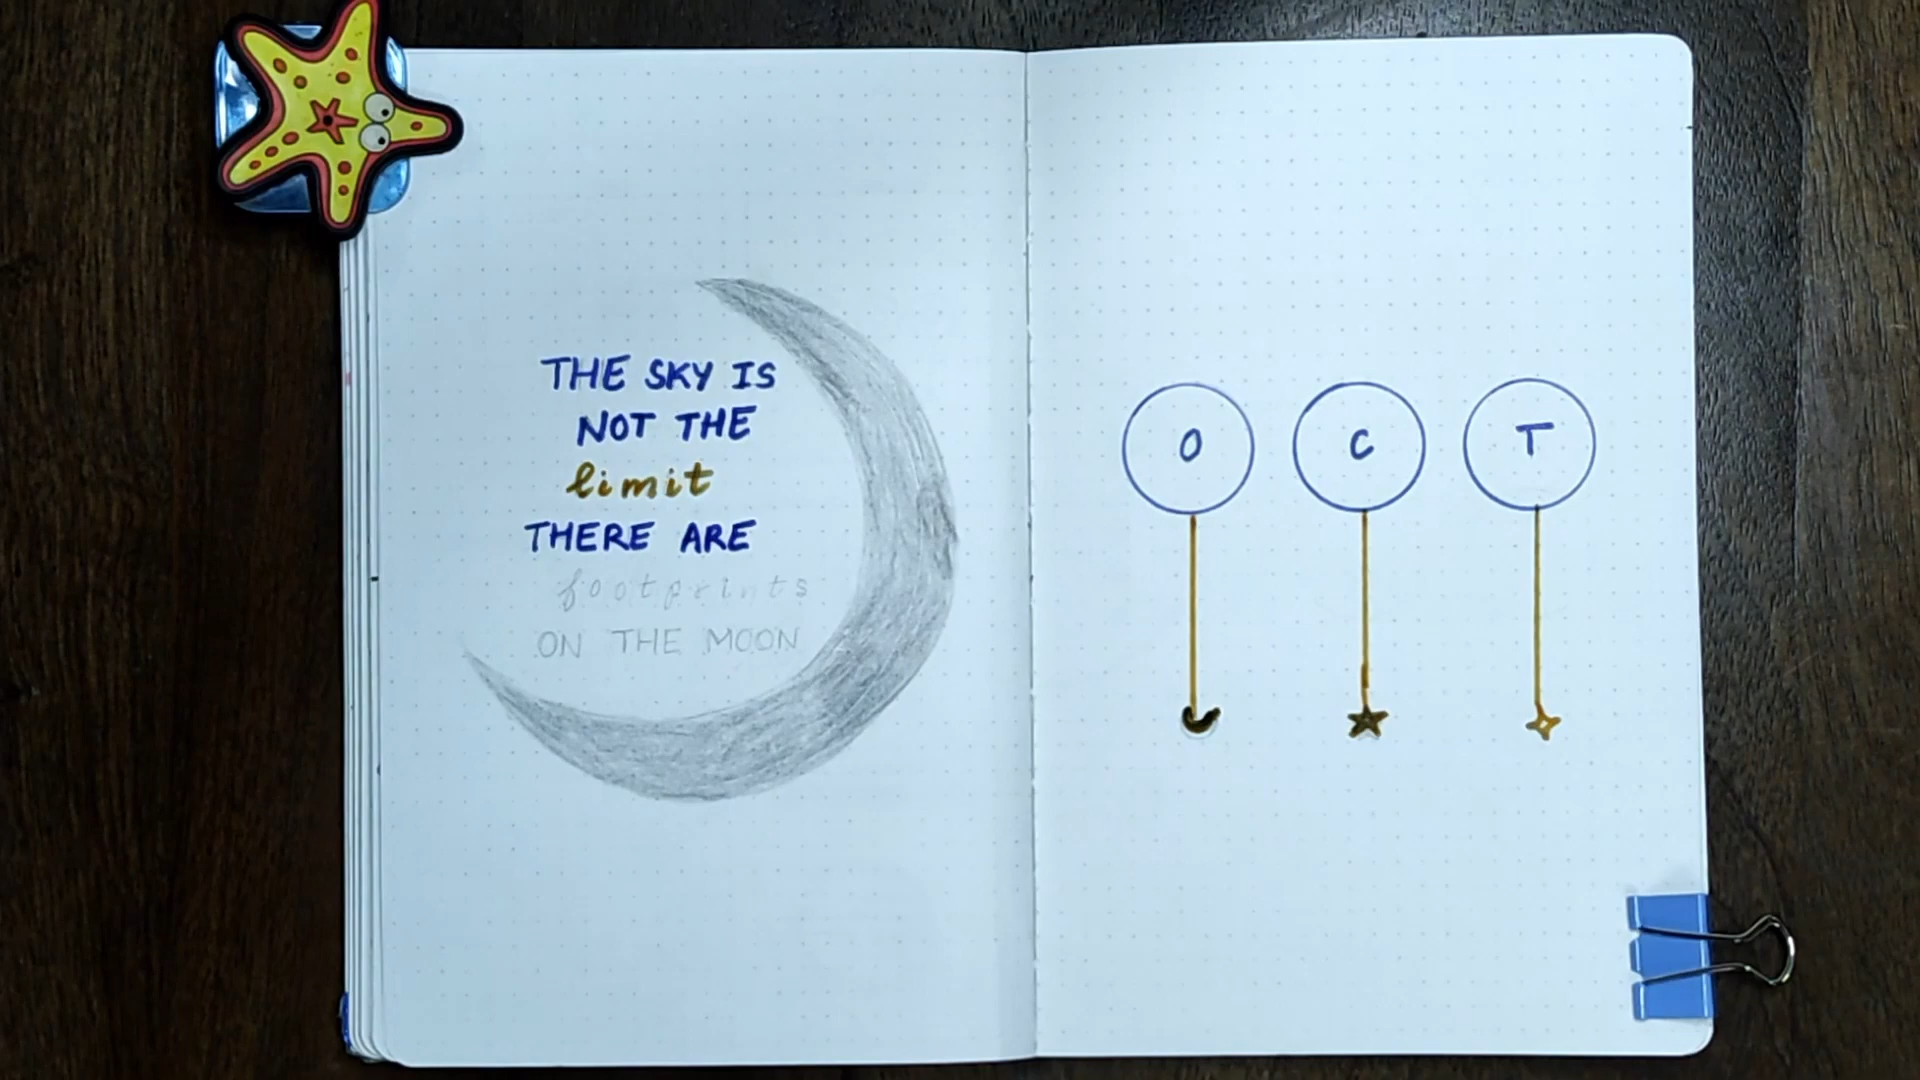 THE SKY IS
NOT THE
limit
THERE ARE
footprints
ON THE MOON
O C T